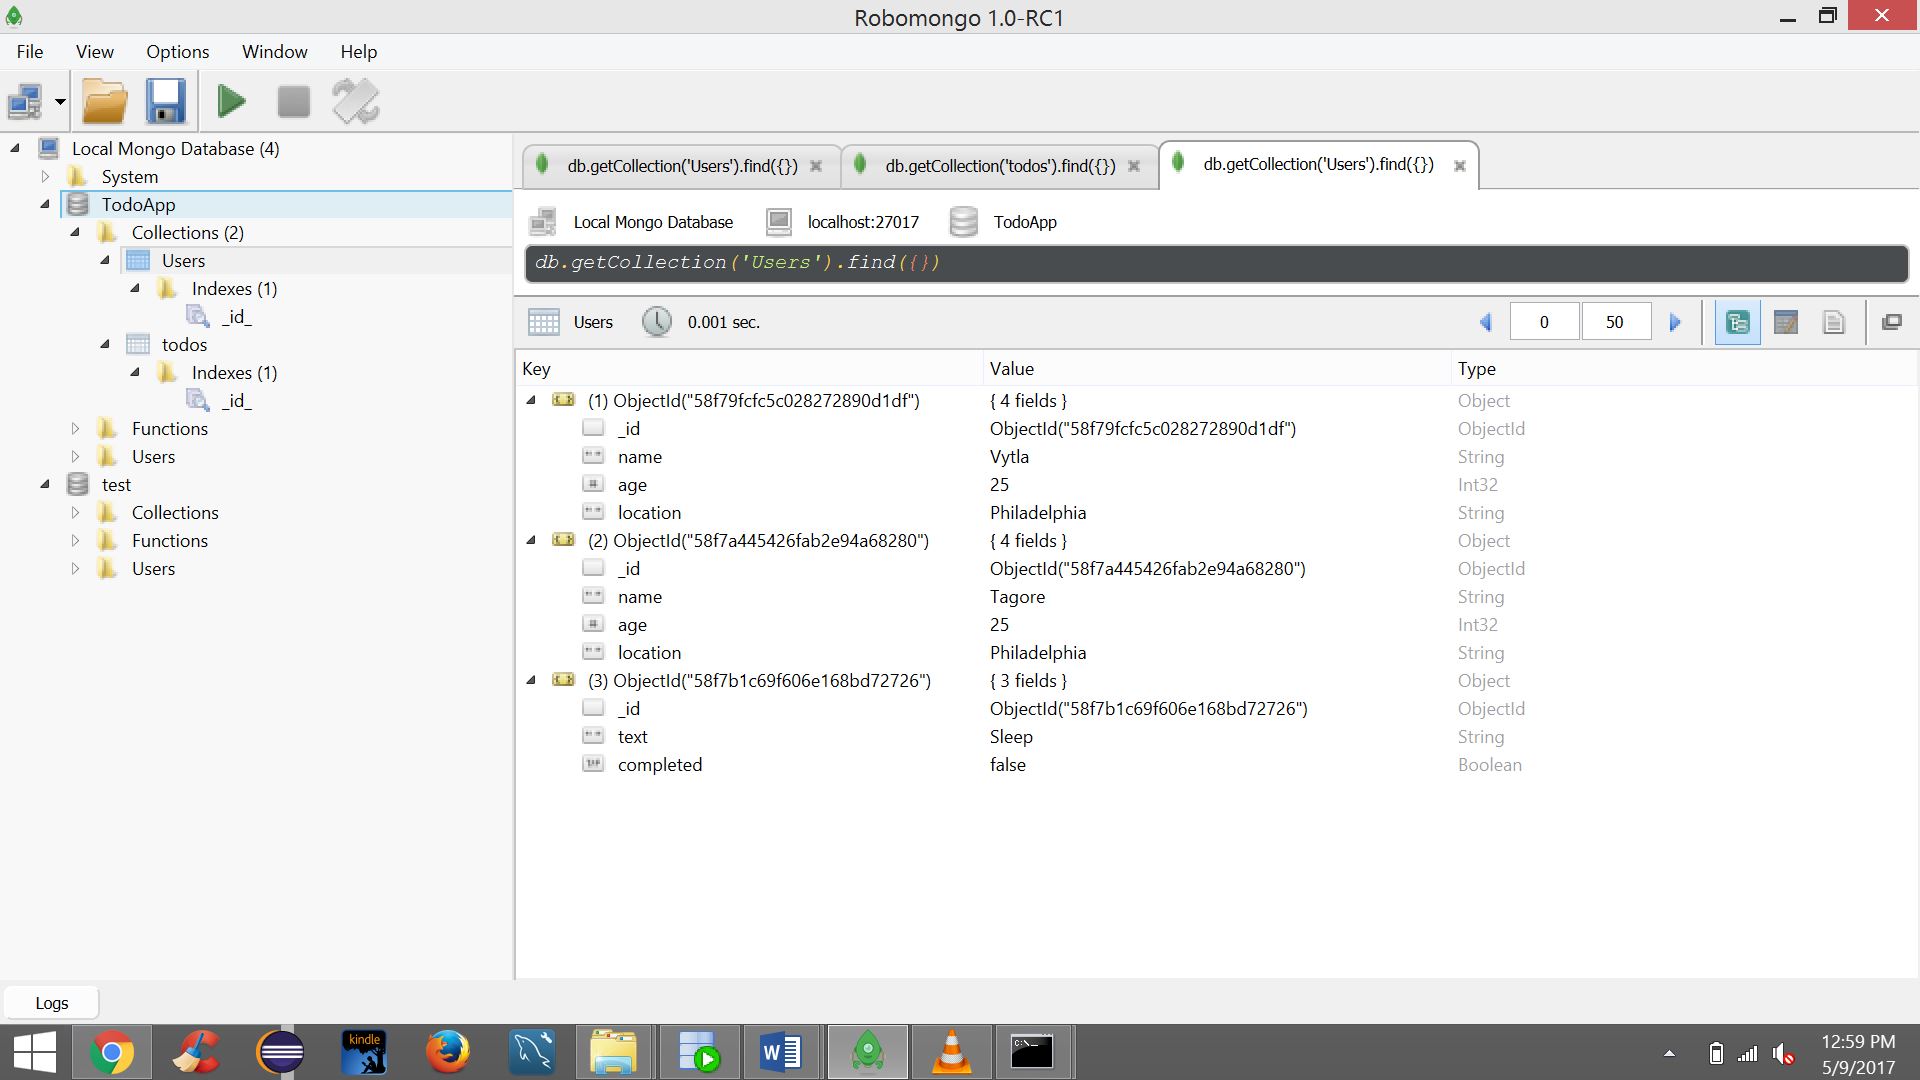 Robomongo 1.0-RC1
File View Options Window Help
Local Mongo Database (4)
System
TodoApp
Collections (2)
Users
Indexes (1)
_id_
todos
Indexes (1)
_id_
Functions
Users
test
Collections
Functions
Users
db.getCollection('Users').find({}) db.getCollection('todos').find({}) db.getCollection('Users').find({})
Local Mongo Database localhost:27017 TodoApp
db.getCollection('Users').find({})
Users 0.001 sec. 0 50
Key Value Type
(1) ObjectId("58f79fcfc5c028272890d1df") { 4 fields } Object
_id ObjectId("58f79fcfc5c028272890d1df") ObjectId
name Vytla String
age 25 Int32
location Philadelphia String
(2) ObjectId("58f7a445426fab2e94a68280") { 4 fields } Object
_id ObjectId("58f7a445426fab2e94a68280") ObjectId
name Tagore String
age 25 Int32
location Philadelphia String
(3) ObjectId("58f7b1c69f606e168bd72726") { 3 fields } Object
_id ObjectId("58f7b1c69f606e168bd72726") ObjectId
text Sleep String
completed false Boolean
Logs
kindle
W
C:\_
12:59 PM
5/9/2017